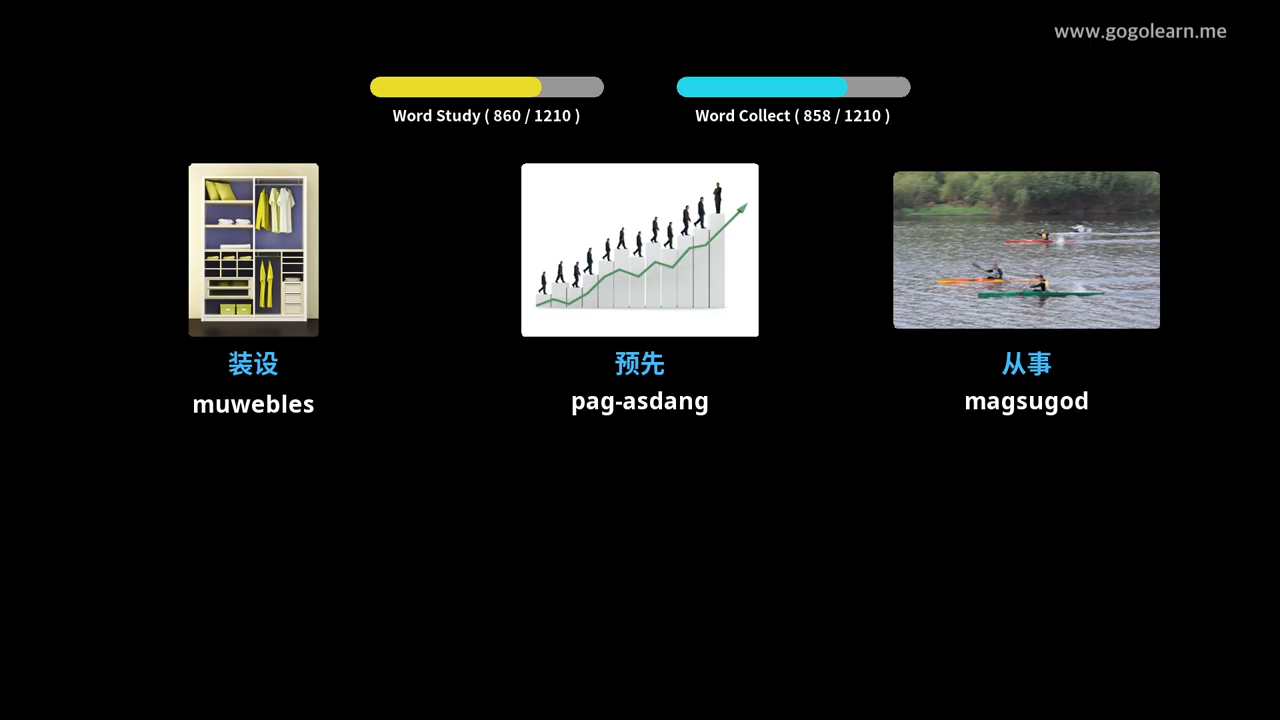 www.gogolearn.me
Word Study ( 860 / 1210 )
Word Collect ( 858 / 1210 )
装设
预先
从事
muwebles
pag-asdang
magsugod